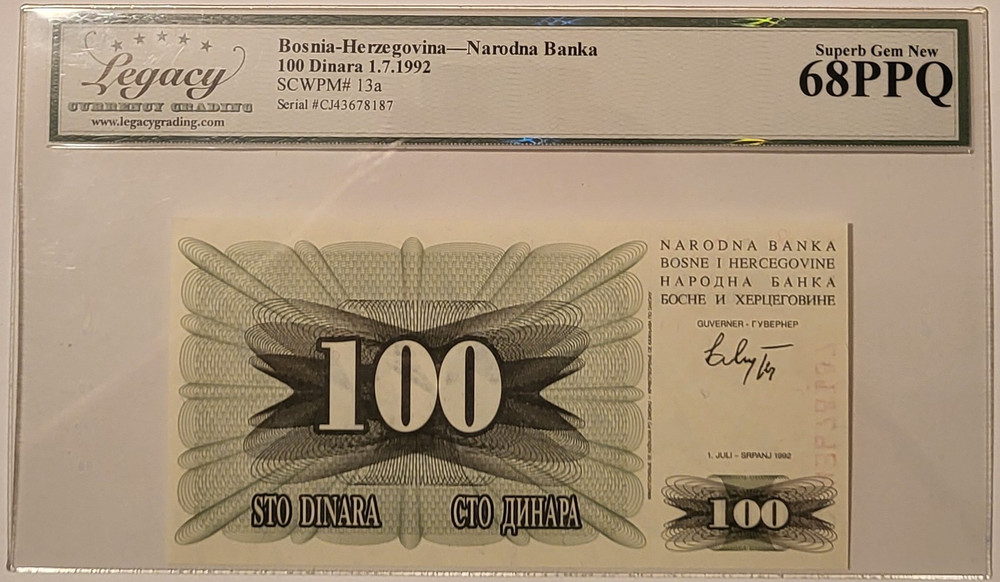 Legacy
CURRENCY GRADING
www.legacygrading.com
Bosnia-Herzegovina—Narodna Banka
100 Dinara 1.7.1992
SCWPM# 13a
Serial #CJ43678187
Superb Gem New
68PPQ
NARODNA BANKA
BOSNE I HERCEGOVINE
НАРОДНА БАНКА
БОСНЕ И ХЕРЦЕГОВИНЕ
GUVERNER - ГУВЕРНЕР
1. JULI - SRPANJ 1992
100
STO DINARA
СТО ДИНАРА
100